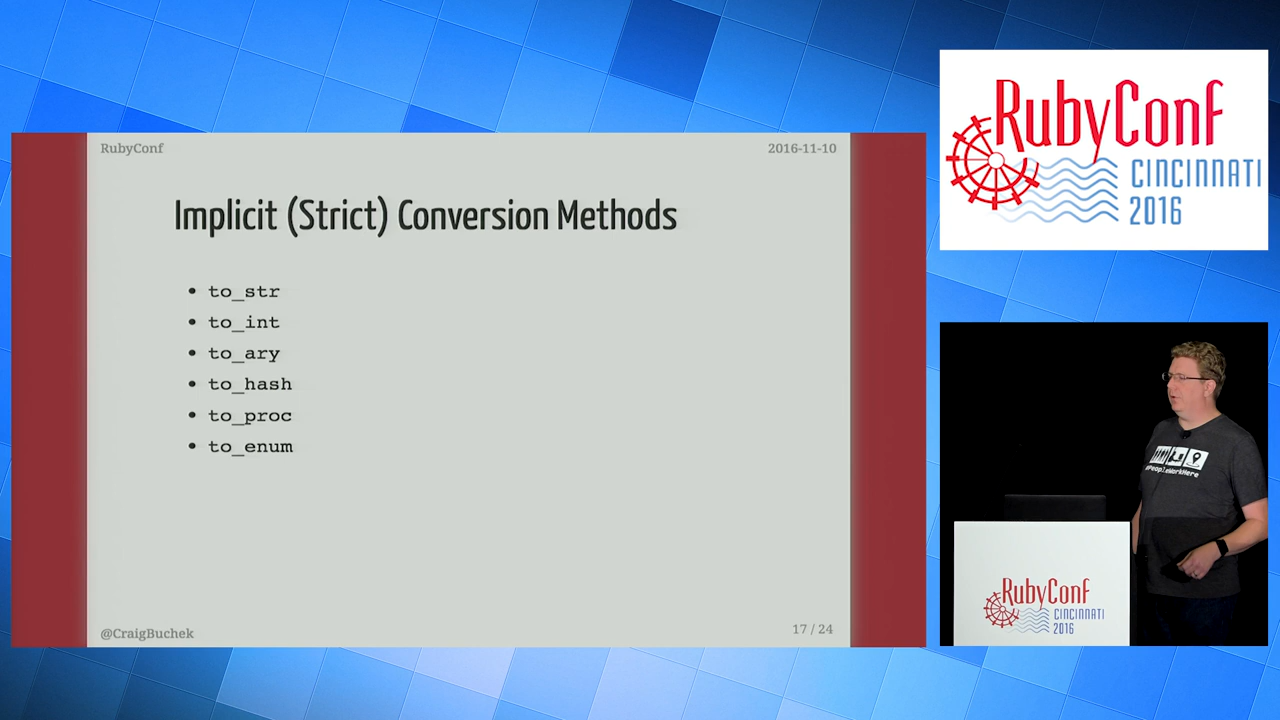 RubyConf
2016-11-10
Implicit (Strict) Conversion Methods
• to_str
• to_int
• to_ary
• to_hash
• to_proc
• to_enum
@CraigBuchek
17 / 24
RubyConf
CINCINNATI
2016
#PeopleWorkHere
RubyConf
CINCINNATI
2016